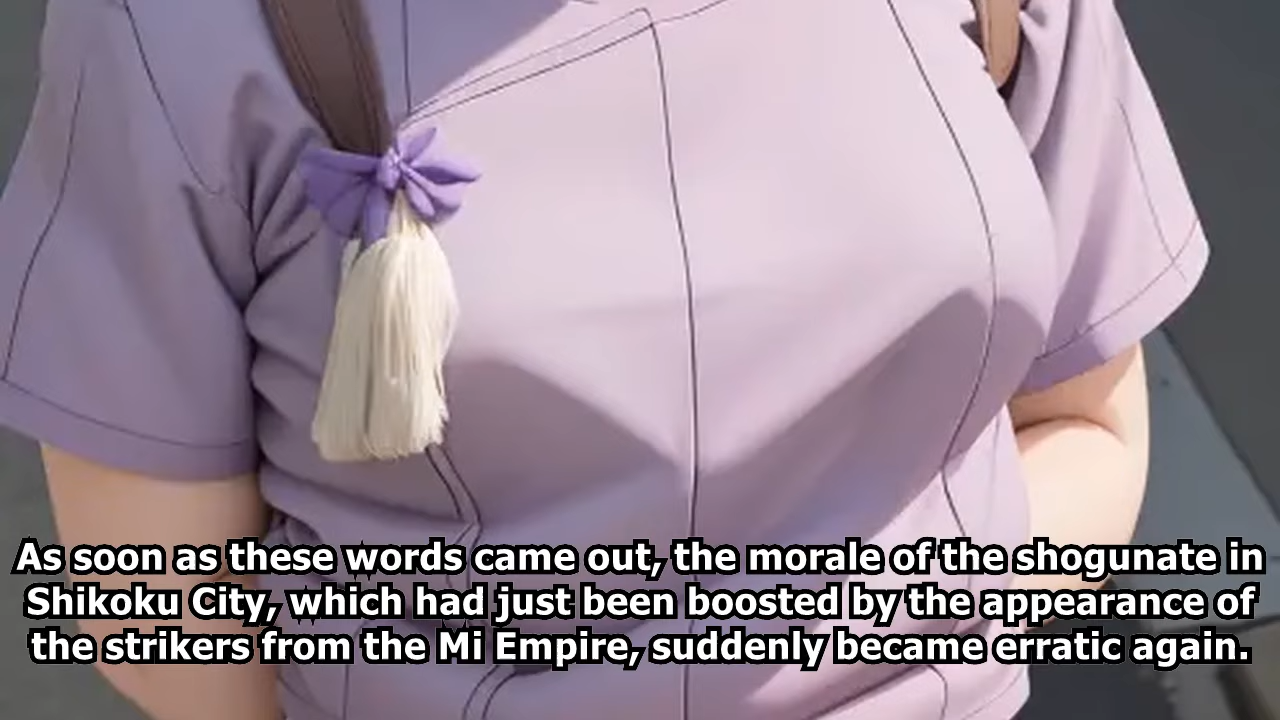 As soon as these words came out, the morale of the shogunate in
Shikoku City, which had just been boosted by the appearance of
the strikers from the Mi Empire, suddenly became erratic again.